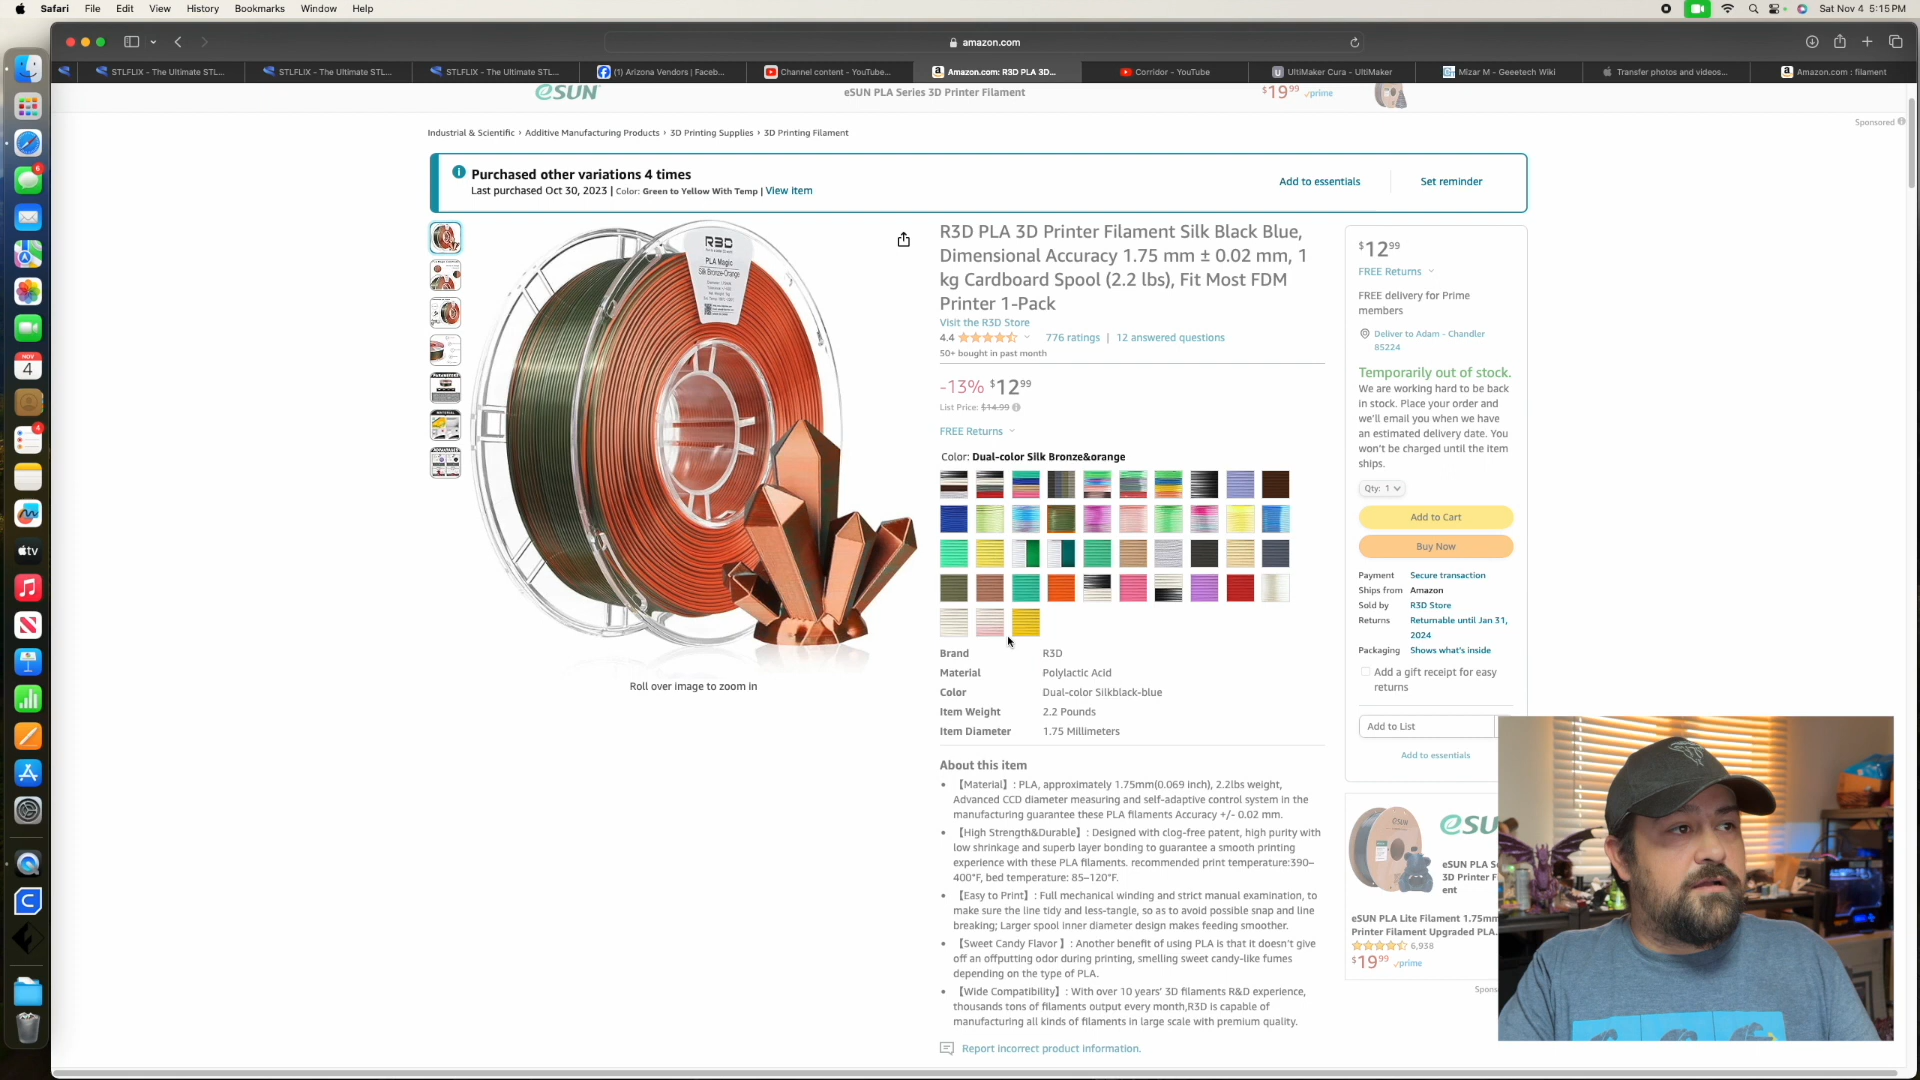 Safari File Edit View History Bookmarks Window Help
Sat Nov 4 5:15 PM
amazon.com
STLFLIX - The Ultimate STL...
STLFLIX - The Ultimate STL...
STLFLIX - The Ultimate STL...
(1) Arizona Vendors | Faceb...
Channel content - YouTube...
Amazon.com: R3D PLA 3D...
Corridor - YouTube
UltiMaker Cura - UltiMaker
Mizar M - Geeetech Wiki
Transfer photos and videos...
Amazon.com : filament
eSUN
eSUN PLA Series 3D Printer Filament
$19.99 prime
Sponsored
Industrial & Scientific › Additive Manufacturing Products › 3D Printing Supplies › 3D Printing Filament
Purchased other variations 4 times
Last purchased Oct 30, 2023 | Color: Green to Yellow With Temp | View Item
Add to essentials
Set reminder
R3D
PLA Magic
Silk Bronze-Orange
Roll over image to zoom in
R3D PLA 3D Printer Filament Silk Black Blue,
Dimensional Accuracy 1.75 mm ± 0.02 mm, 1
kg Cardboard Spool (2.2 lbs), Fit Most FDM
Printer 1-Pack
Visit the R3D Store
4.4
776 ratings | 12 answered questions
50+ bought in past month
-13% $12.99
List Price: $14.99
FREE Returns
Color: Dual-color Silk Bronze&orange
Brand R3D
Material Polylactic Acid
Color Dual-color Silkblack-blue
Item Weight 2.2 Pounds
Item Diameter 1.75 Millimeters
About this item
• 【Material】: PLA, approximately 1.75mm(0.069 inch), 2.2lbs weight,
Advanced CCD diameter measuring and self-adaptive control system in the
manufacturing guarantee these PLA filaments Accuracy +/- 0.02 mm.
• 【High Strength&Durable】: Designed with clog-free patent, high purity with
low shrinkage and superb layer bonding to guarantee a smooth printing
experience with these PLA filaments. recommended print temperature:390–
400°F, bed temperature: 85–120°F.
• 【Easy to Print】: Full mechanical winding and strict manual examination, to
make sure the line tidy and less-tangle, so as to avoid possible snap and line
breaking; Larger spool inner diameter design makes feeding smoother.
• 【Sweet Candy Flavor 】: Another benefit of using PLA is that it doesn't give
off an offputting odor during printing, smelling sweet candy-like fumes
depending on the type of PLA.
• 【Wide Compatibility】: With over 10 years' 3D filaments R&D experience,
thousands tons of filaments output every month,R3D is capable of
manufacturing all kinds of filaments in large scale with premium quality.
Report incorrect product information.
$12.99
FREE Returns
FREE delivery for Prime
members
Deliver to Adam - Chandler
85224
Temporarily out of stock.
We are working hard to be back
in stock. Place your order and
we'll email you when we have
an estimated delivery date. You
won't be charged until the item
ships.
Qty: 1
Add to Cart
Buy Now
Payment Secure transaction
Ships from Amazon
Sold by R3D Store
Returns Returnable until Jan 31,
2024
Packaging Shows what's inside
Add a gift receipt for easy
returns
Add to List
Add to essentials
eSU
eSUN PLA S
3D Printer F
ent
eSUN PLA Lite Filament 1.75mm
Printer Filament Upgraded PLA.
6,938
$19.99 prime
Spons
NOV
4
6
4
tv